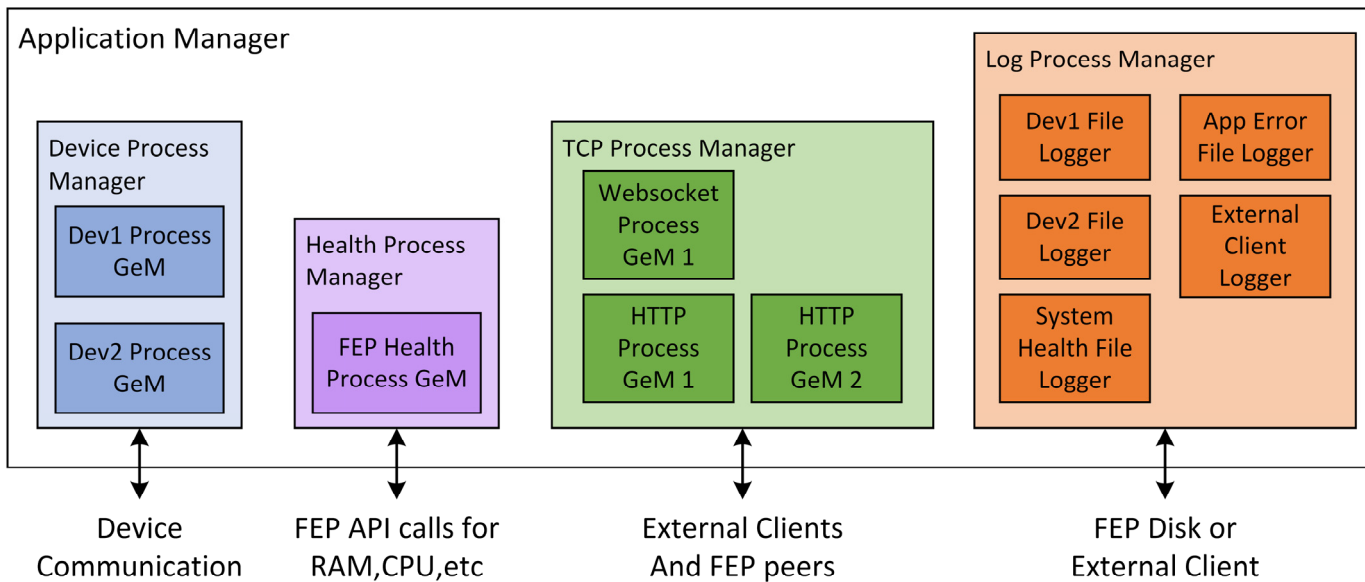 Application Manager
Device Process
Manager
Dev1 Process
GeM
Dev2 Process
GeM
Health Process
Manager
FEP Health
Process GeM
TCP Process Manager
Websocket
Process
GeM 1
HTTP
Process
GeM 1
HTTP
Process
GeM 2
Log Process Manager
Dev1 File
Logger
App Error
File Logger
Dev2 File
Logger
External
Client
Logger
System
Health File
Logger
Device
Communication
FEP API calls for
RAM,CPU,etc
External Clients
And FEP peers
FEP Disk or
External Client